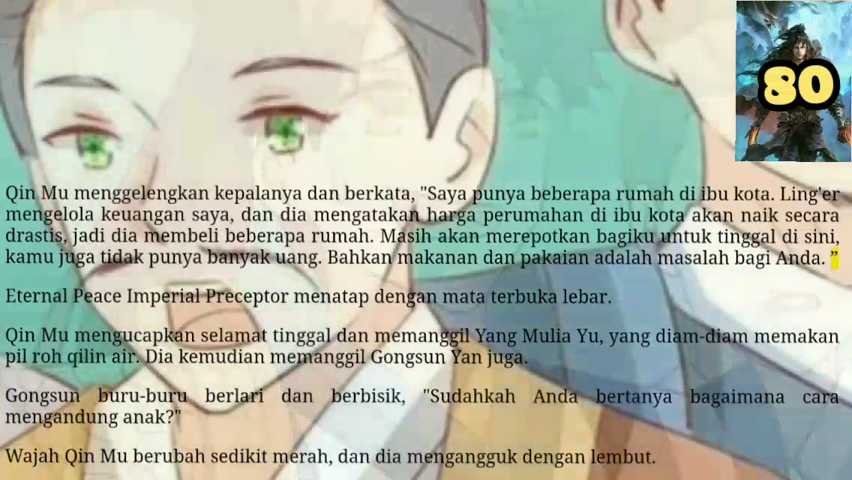 80
Qin Mu menggelengkan kepalanya dan berkata, "Saya punya beberapa rumah di ibu kota. Ling'er
mengelola keuangan saya, dan dia mengatakan harga perumahan di ibu kota akan naik secara
drastis, jadi dia membeli beberapa rumah. Masih akan merepotkan bagiku untuk tinggal di sini,
kamu juga tidak punya banyak uang. Bahkan makanan dan pakaian adalah masalah bagi Anda. ”
Eternal Peace Imperial Preceptor menatap dengan mata terbuka lebar.
Qin Mu mengucapkan selamat tinggal dan memanggil Yang Mulia Yu, yang diam-diam memakan
pil roh qilin air. Dia kemudian memanggil Gongsun Yan juga.
Gongsun buru-buru berlari dan berbisik, "Sudahkah Anda bertanya bagaimana cara
mengandung anak?"
Wajah Qin Mu berubah sedikit merah, dan dia mengangguk dengan lembut.